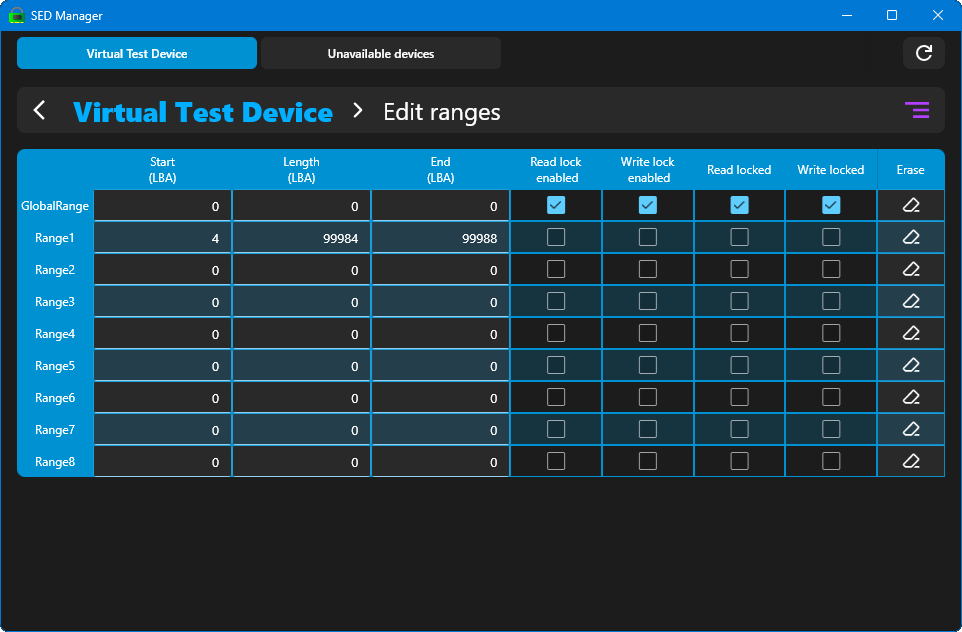 SED Manager
Virtual Test Device Unavailable devices
Virtual Test Device > Edit ranges
Start (LBA) Length (LBA) End (LBA) Read lock enabled Write lock enabled Read locked Write locked Erase
GlobalRange 0 0 0
Range1 4 99984 99988
Range2 0 0 0
Range3 0 0 0
Range4 0 0 0
Range5 0 0 0
Range6 0 0 0
Range7 0 0 0
Range8 0 0 0